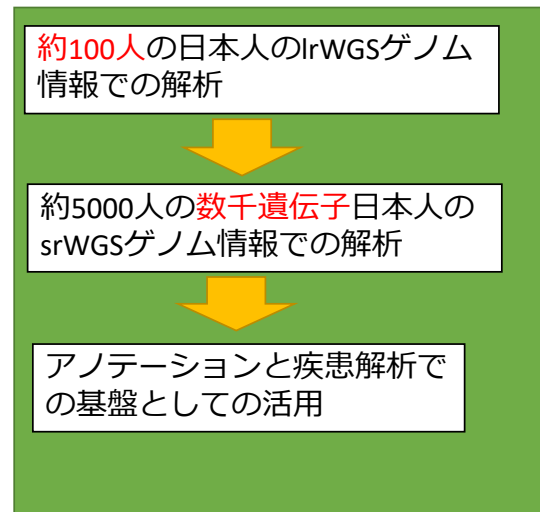 約100人の日本人のlrWGSゲノム
情報での解析
約5000人の数千遺伝子日本人の
srWGSゲノム情報での解析
アノテーションと疾患解析で
の基盤としての活用